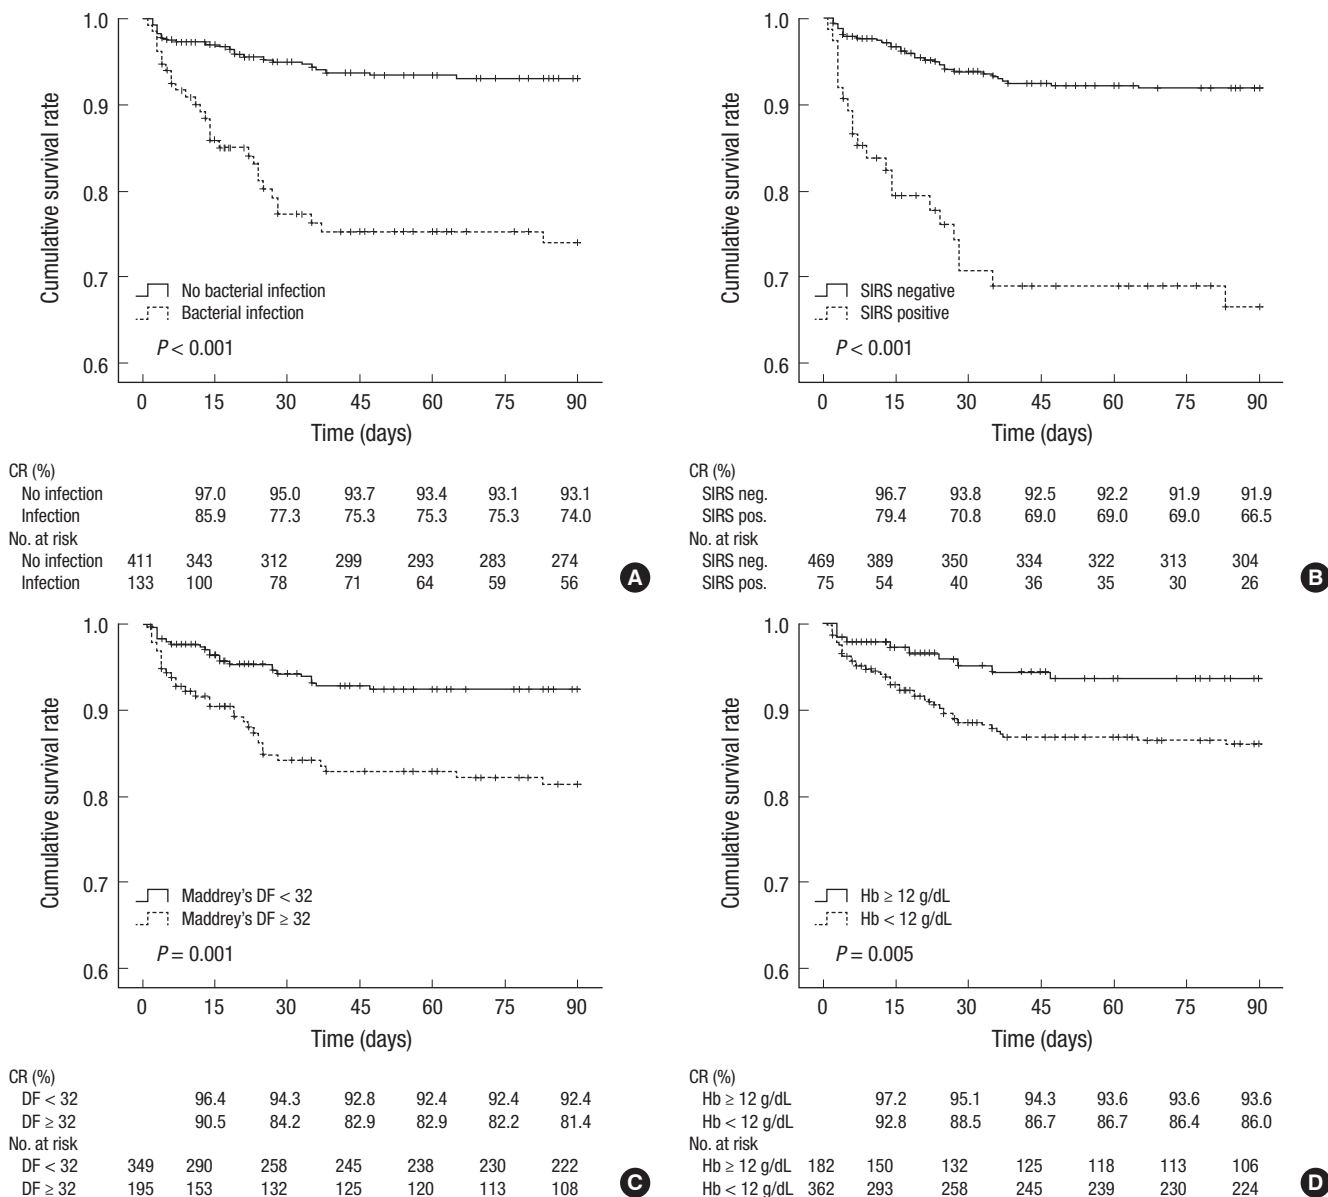 1.0
0.9
0.8
0.7
0.6
Cumulative survival rate
No bacterial infection
Bacterial infection
P < 0.001
0 15 30 45 60 75 90
Time (days)
CR (%)
No infection 97.0 95.0 93.7 93.4 93.1 93.1
Infection 85.9 77.3 75.3 75.3 75.3 74.0
No. at risk
No infection 411 343 312 299 293 283 274
Infection 133 100 78 71 64 59 56
A
1.0
0.9
0.8
0.7
0.6
Cumulative survival rate
SIRS negative
SIRS positive
P < 0.001
0 15 30 45 60 75 90
Time (days)
CR (%)
SIRS neg. 96.7 93.8 92.5 92.2 91.9 91.9
SIRS pos. 79.4 70.8 69.0 69.0 69.0 66.5
No. at risk
SIRS neg. 469 389 350 334 322 313 304
SIRS pos. 75 54 40 36 35 30 26
B
1.0
0.9
0.8
0.7
0.6
Cumulative survival rate
Maddrey's DF < 32
Maddrey's DF ≥ 32
P = 0.001
0 15 30 45 60 75 90
Time (days)
CR (%)
DF < 32 96.4 94.3 92.8 92.4 92.4 92.4
DF ≥ 32 90.5 84.2 82.9 82.9 82.2 81.4
No. at risk
DF < 32 349 290 258 245 238 230 222
DF ≥ 32 195 153 132 125 120 113 108
C
1.0
0.9
0.8
0.7
0.6
Cumulative survival rate
Hb ≥ 12 g/dL
Hb < 12 g/dL
P = 0.005
0 15 30 45 60 75 90
Time (days)
CR (%)
Hb ≥ 12 g/dL 97.2 95.1 94.3 93.6 93.6 93.6
Hb < 12 g/dL 92.8 88.5 86.7 86.7 86.4 86.0
No. at risk
Hb ≥ 12 g/dL 182 150 132 125 118 113 106
Hb < 12 g/dL 362 293 258 245 239 230 224
D